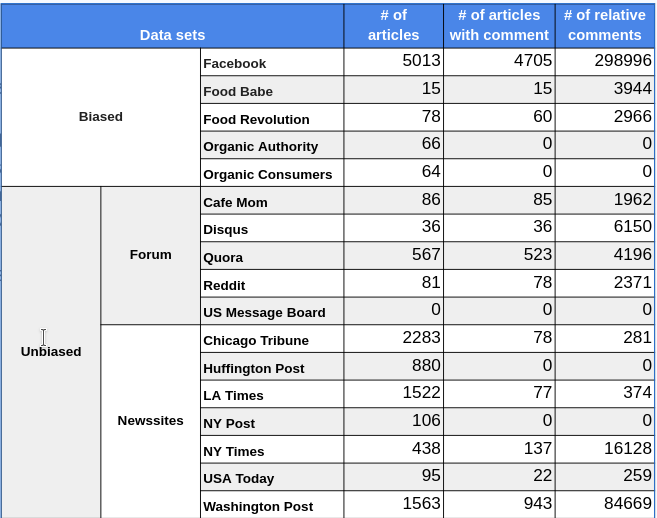 Data sets # of articles # of articles with comment # of relative comments
Biased
Facebook 5013 4705 298996
Food Babe 15 15 3944
Food Revolution 78 60 2966
Organic Authority 66 0 0
Organic Consumers 64 0 0
Unbiased
Forum
Cafe Mom 86 85 1962
Disqus 36 36 6150
Quora 567 523 4196
Reddit 81 78 2371
US Message Board 0 0 0
Newssites
Chicago Tribune 2283 78 281
Huffington Post 880 0 0
LA Times 1522 77 374
NY Post 106 0 0
NY Times 438 137 16128
USA Today 95 22 259
Washington Post 1563 943 84669